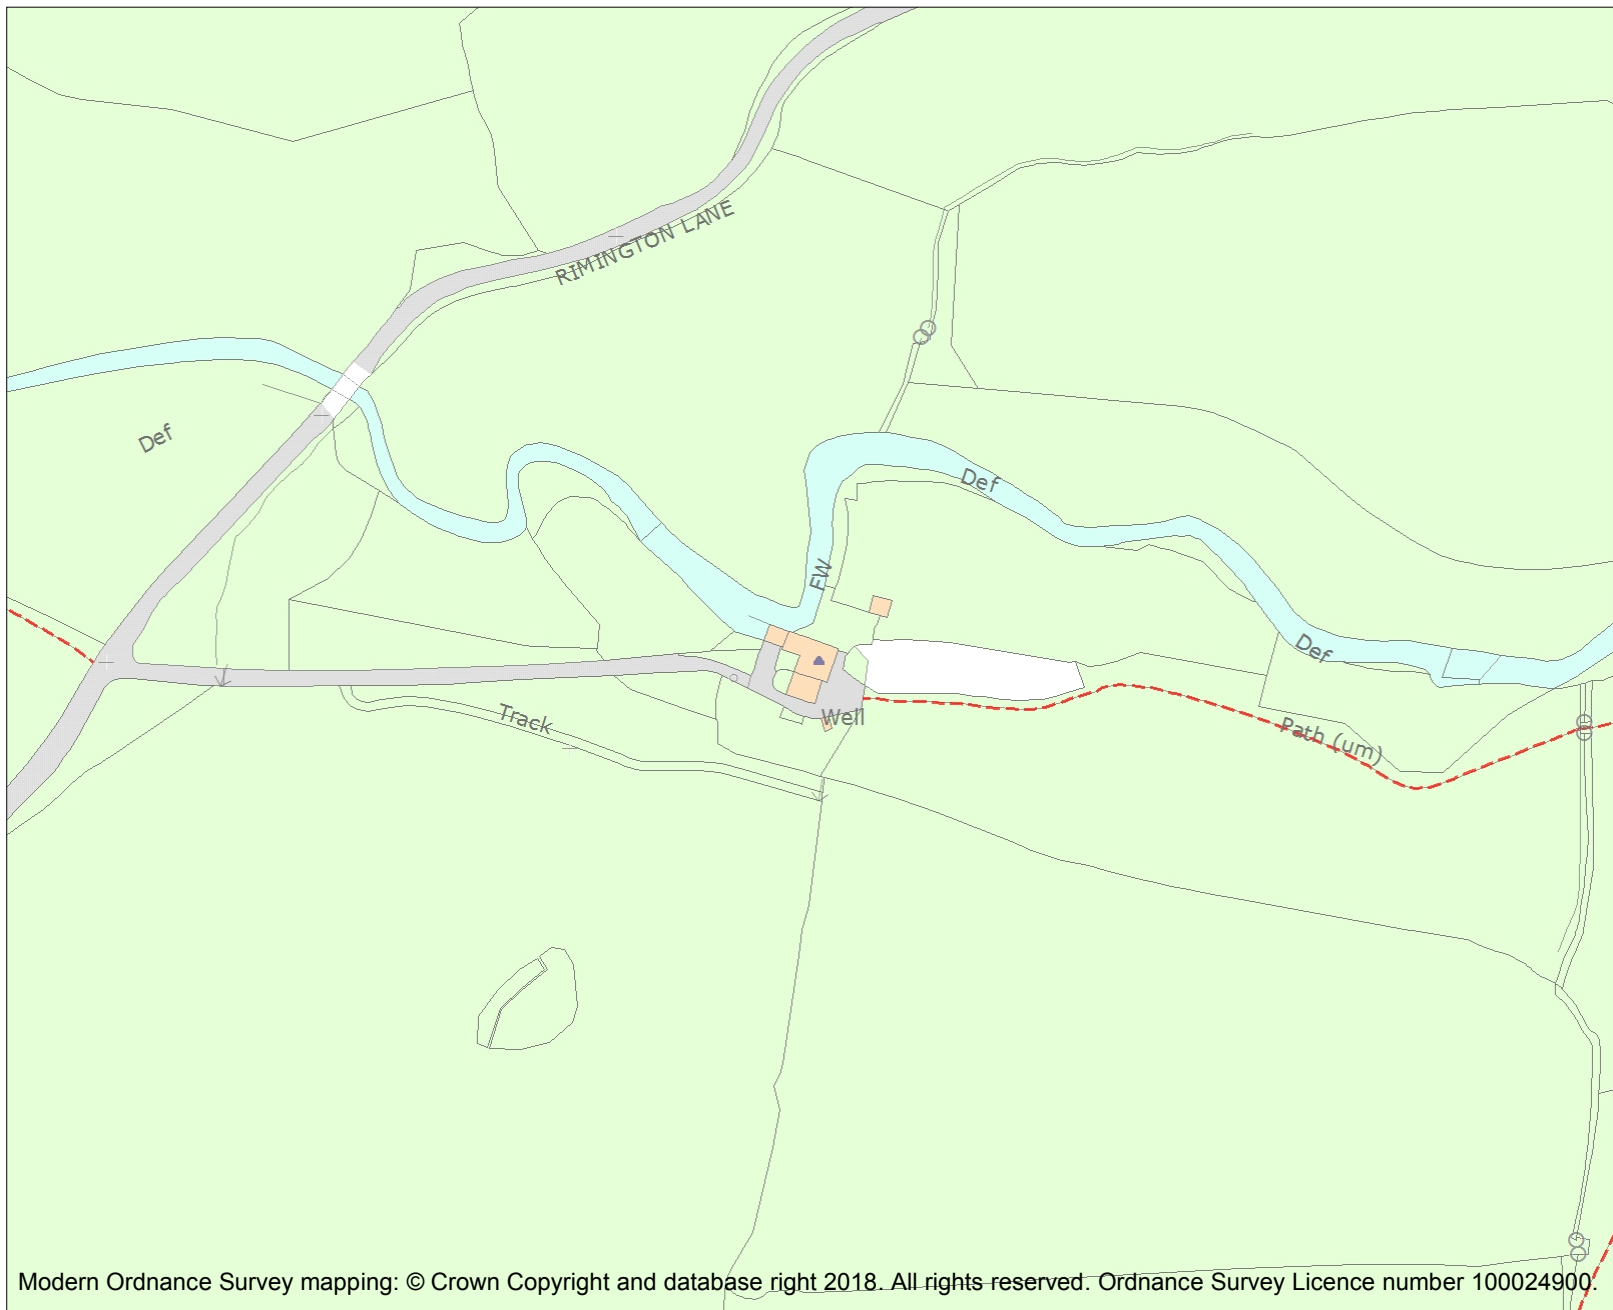 RIMINGTON LANE
Def
Def
FW
Def
Well
Track
Path (um)
Modern Ordnance Survey mapping: © Crown Copyright and database right 2018. All rights reserved. Ordnance Survey Licence number 100024900.